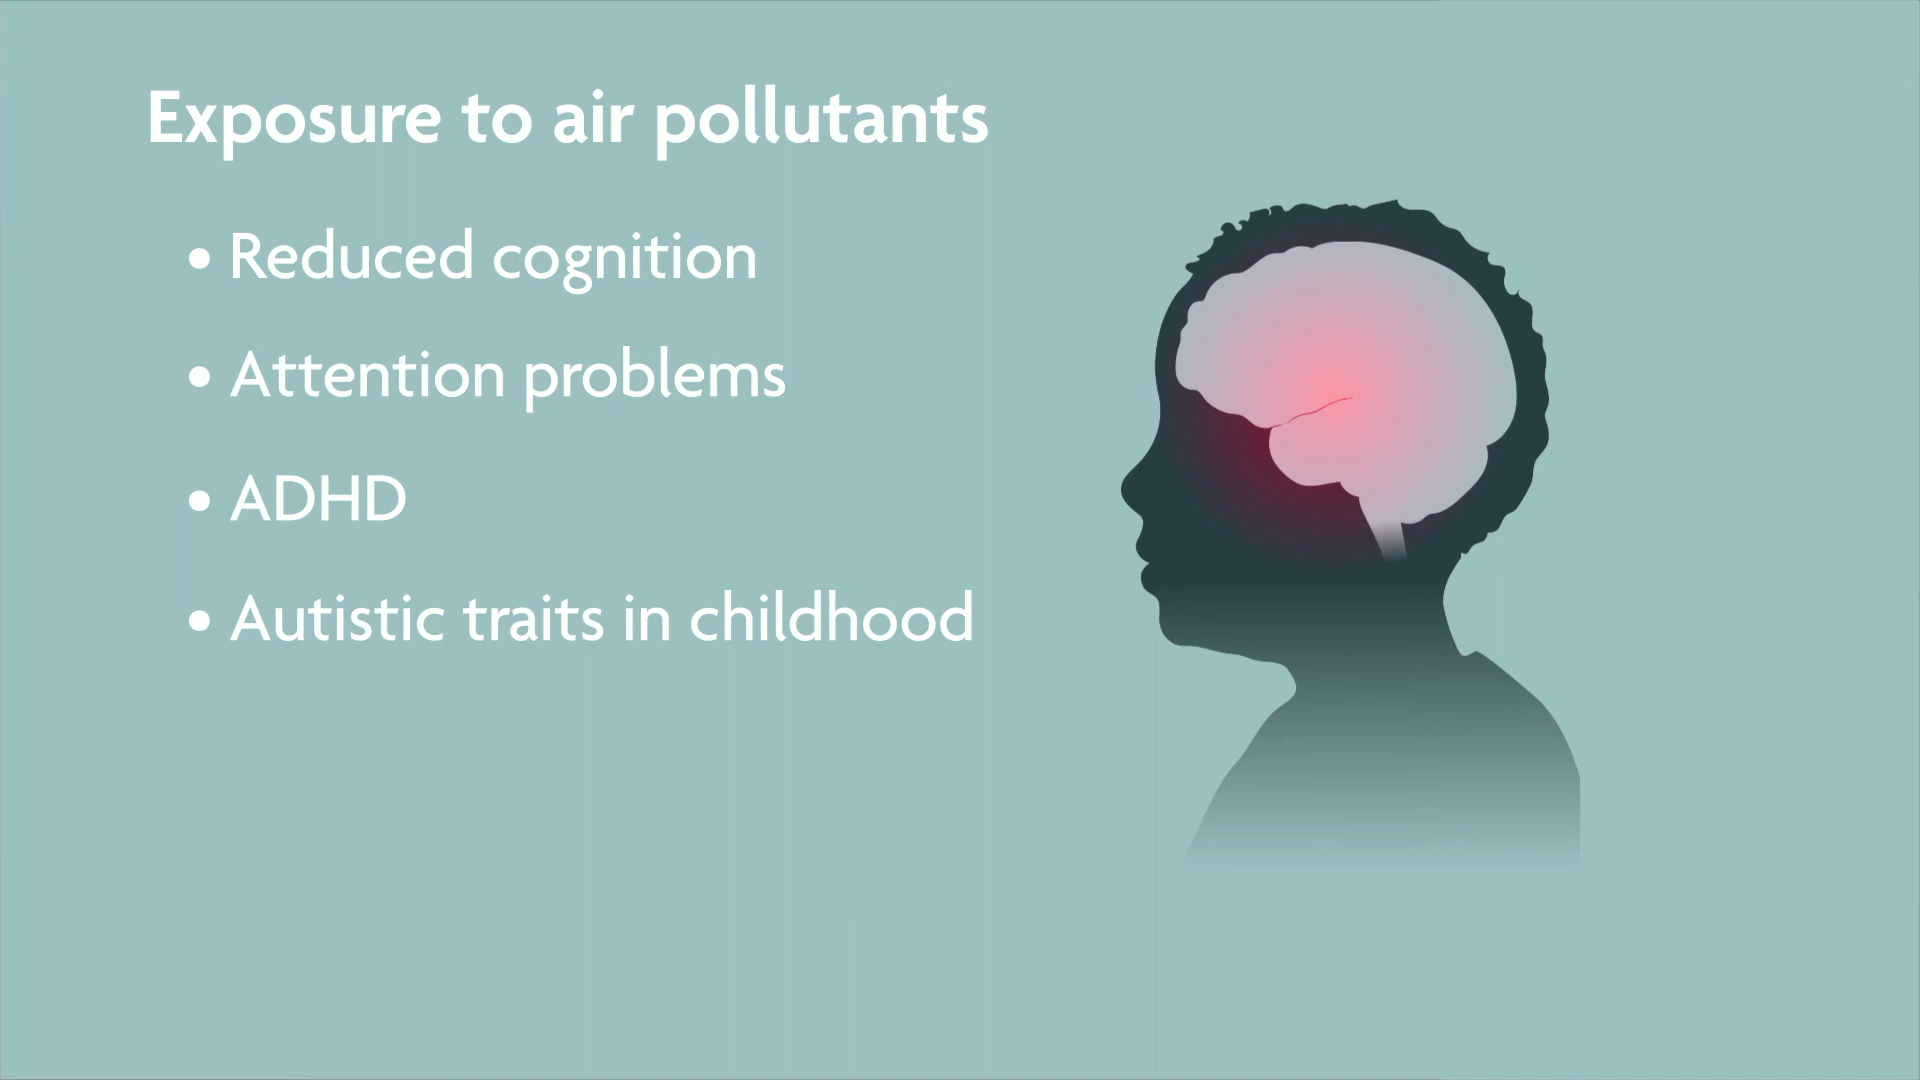 Exposure to air pollutants
• Reduced cognition
• Attention problems
• ADHD
• Autistic traits in childhood